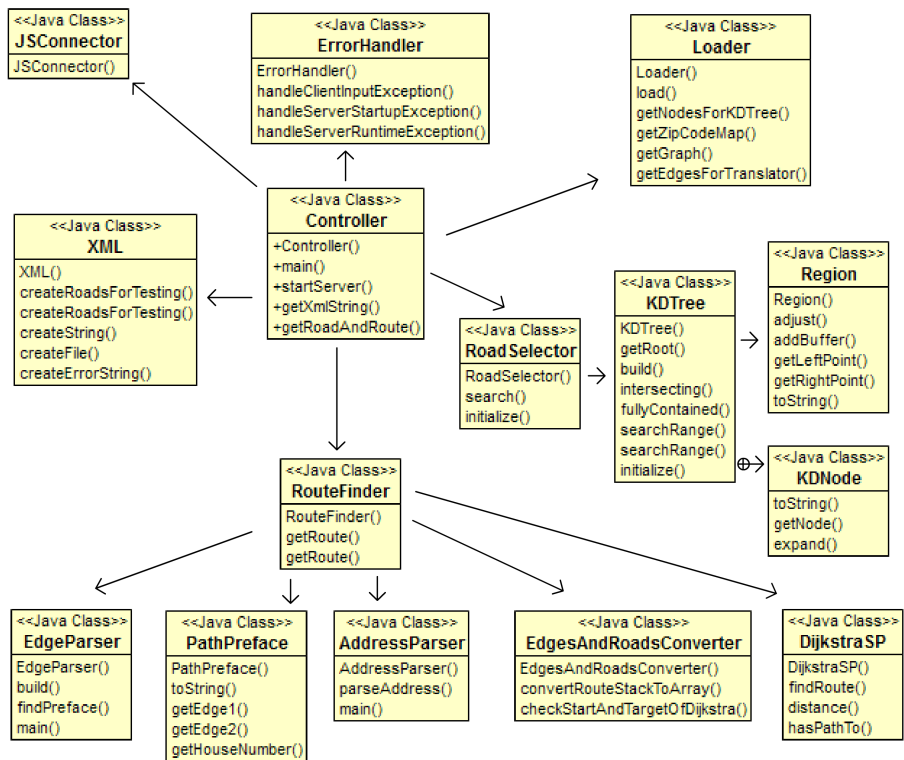 <<Java Class>>
JSConnector
JSConnector()
<<Java Class>>
ErrorHandler
ErrorHandler()
handleClientInputException()
handleServerStartupException()
handleServerRuntimeException()
<<Java Class>>
Loader
Loader()
load()
getNodesForKDTree()
getZipCodeMap()
getGraph()
getEdgesForTranslator()
<<Java Class>>
XML
XML()
createRoadsForTesting()
createRoadsForTesting()
createString()
createFile()
createErrorString()
<<Java Class>>
Controller
+Controller()
+main()
+startServer()
+getXmlString()
+getRoadAndRoute()
<<Java Class>>
RoadSelector
RoadSelector()
search()
initialize()
<<Java Class>>
KDTree
KDTree()
getRoot()
build()
intersecting()
fullyContained()
searchRange()
searchRange()
initialize()
<<Java Class>>
Region
Region()
adjust()
addBuffer()
getLeftPoint()
getRightPoint()
toString()
<<Java Class>>
KDNode
toString()
getNode()
expand()
<<Java Class>>
RouteFinder
RouteFinder()
getRoute()
getRoute()
<<Java Class>>
EdgeParser
EdgeParser()
build()
findPreface()
main()
<<Java Class>>
PathPreface
PathPreface()
toString()
getEdge1()
getEdge2()
getHouseNumber()
<<Java Class>>
AddressParser
AddressParser()
parseAddress()
main()
<<Java Class>>
EdgesAndRoadsConverter
EdgesAndRoadsConverter()
convertRouteStackToArray()
checkStartAndTargetOfDijkstra()
<<Java Class>>
DijkstraSP
DijkstraSP()
findRoute()
distance()
hasPathTo()